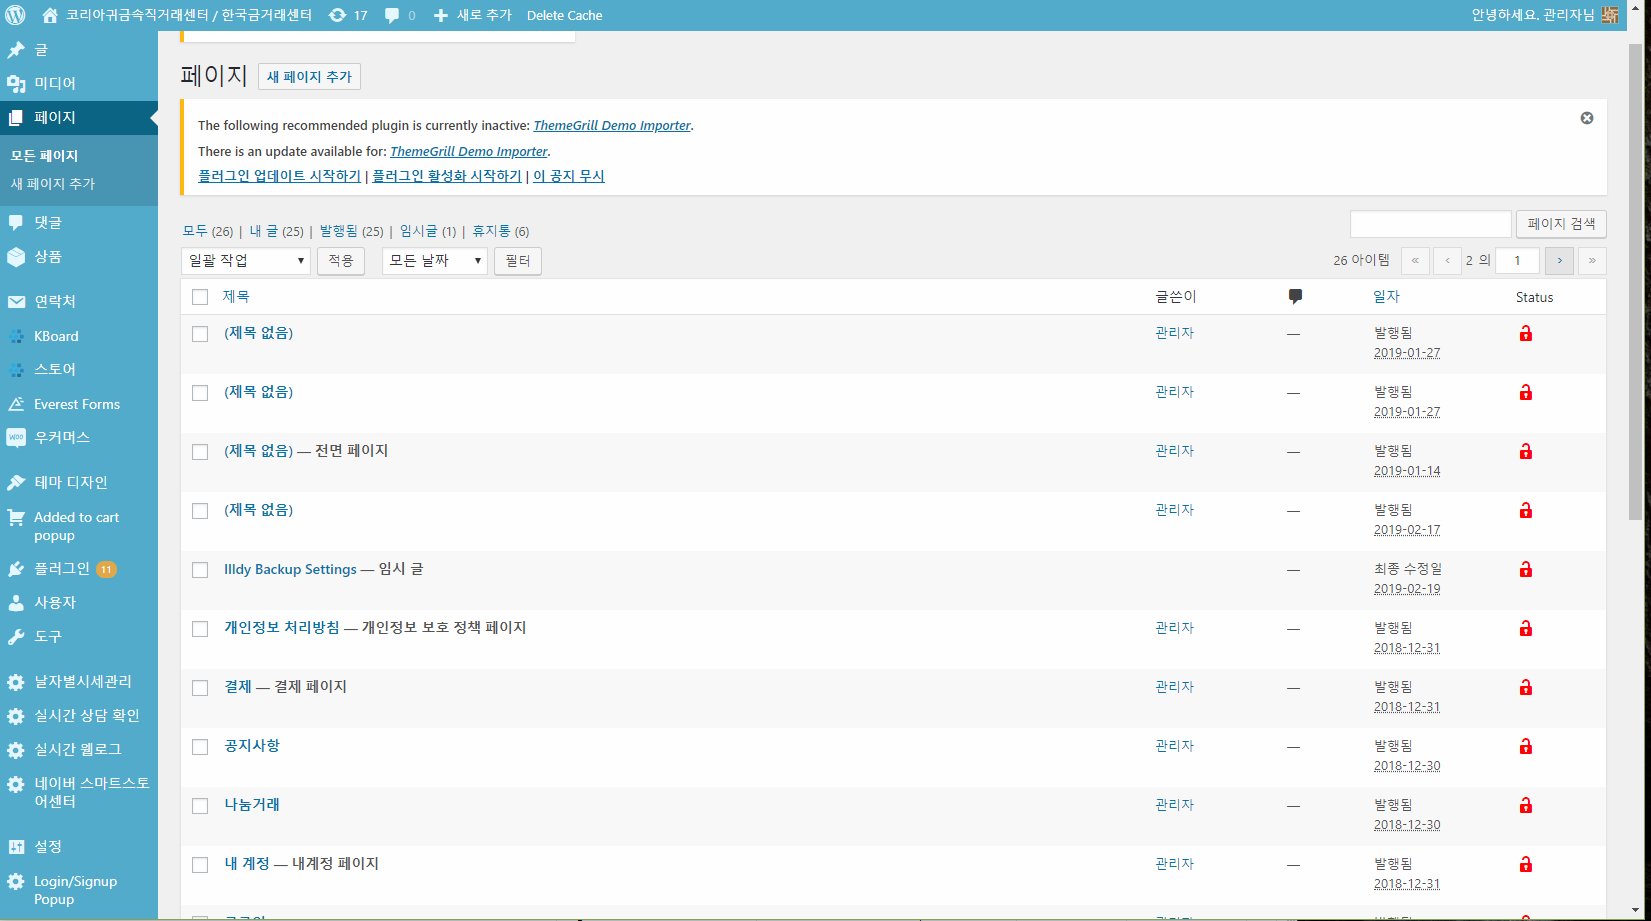 코리아귀금속직거래센터 / 한국금거래센터 17 0 새로 추가 Delete Cache 안녕하세요. 관리자님
글
미디어
페이지
모든 페이지
새 페이지 추가
댓글
상품
연락처
KBoard
스토어
Everest Forms
우커머스
테마 디자인
Added to cart
popup
플러그인 11
사용자
도구
날자별시세관리
실시간 상담 확인
실시간 웹로그
네이버 스마트스토
어센터
설정
Login/Signup
Popup
페이지 새 페이지 추가
The following recommended plugin is currently inactive: ThemeGrill Demo Importer.
There is an update available for: ThemeGrill Demo Importer.
플러그인 업데이트 시작하기 | 플러그인 활성화 시작하기 | 이 공지 무시
모두 (26) | 내 글 (25) | 발행됨 (25) | 임시글 (1) | 휴지통 (6) 페이지 검색
일괄 작업 적용 모든 날짜 필터 26 아이템 « ‹ 2 의 1 › »
제목 글쓴이 일자 Status
(제목 없음) 관리자 — 발행됨
2019-01-27
(제목 없음) 관리자 — 발행됨
2019-01-27
(제목 없음) — 전면 페이지 관리자 — 발행됨
2019-01-14
(제목 없음) 관리자 — 발행됨
2019-02-17
Illdy Backup Settings — 임시 글 — 최종 수정일
2019-02-19
개인정보 처리방침 — 개인정보 보호 정책 페이지 관리자 — 발행됨
2018-12-31
결제 — 결제 페이지 관리자 — 발행됨
2018-12-31
공지사항 관리자 — 발행됨
2018-12-30
나눔거래 관리자 — 발행됨
2018-12-30
내 계정 — 내계정 페이지 관리자 — 발행됨
2018-12-31